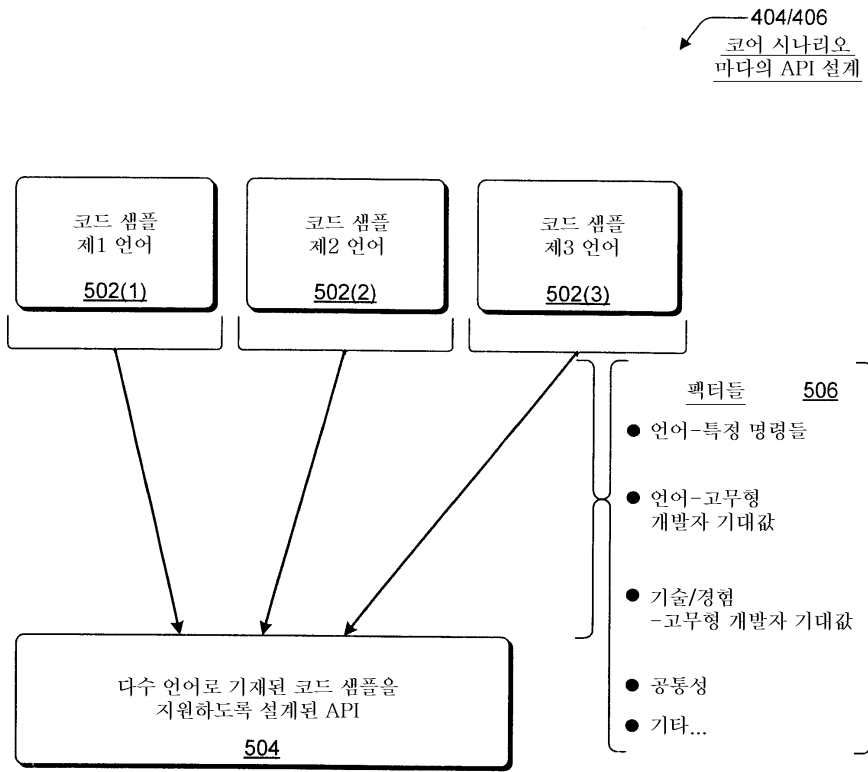 404/406
코어 시나리오
마다의 API 설계
코드 샘플
제1 언어
502(1)
코드 샘플
제2 언어
502(2)
코드 샘플
제3 언어
502(3)
팩터들 506
● 언어-특정 명령들
● 언어-고무형
개발자 기대값
● 기술/경험
-고무형 개발자 기대값
● 공통성
● 기타...
다수 언어로 기재된 코드 샘플을
지원하도록 설계된 API
504